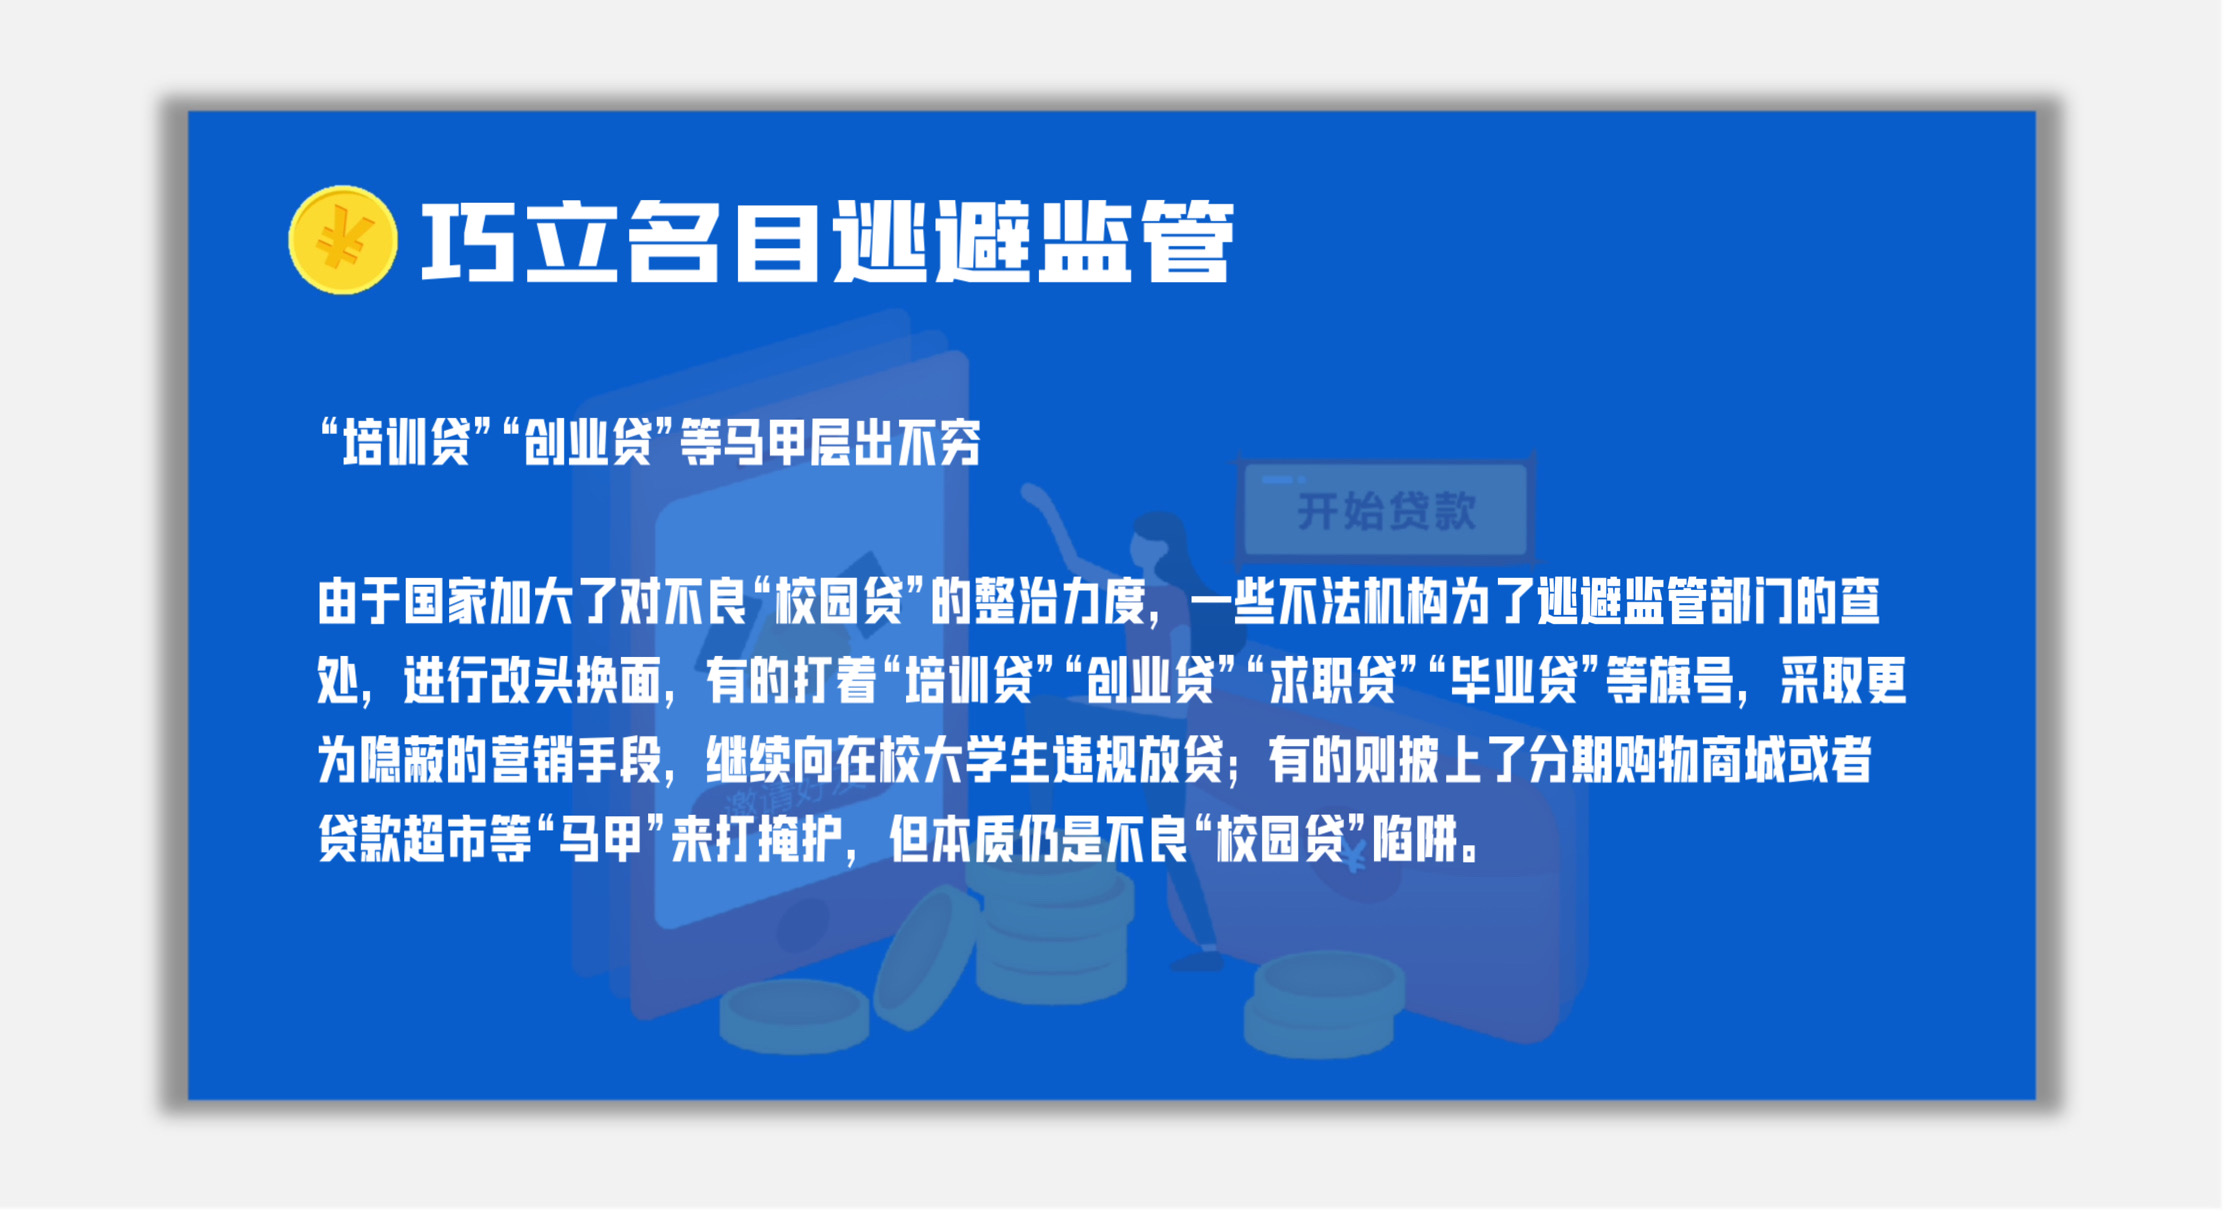 ¥ 巧立名目逃避监管
“培训贷”“创业贷”等马甲层出不穷
开始贷款
由于国家加大了对不良“校园贷”的整治力度，一些不法机构为了逃避监管部门的查
处，进行改头换面，有的打着“培训贷”“创业贷”“求职贷”“毕业贷”等旗号，采取更
为隐蔽的营销手段，继续向在校大学生违规放贷；有的则披上了分期购物商城或者
邀请好友
贷款超市等“马甲”来打掩护，但本质仍是不良“校园贷”陷阱。
¥